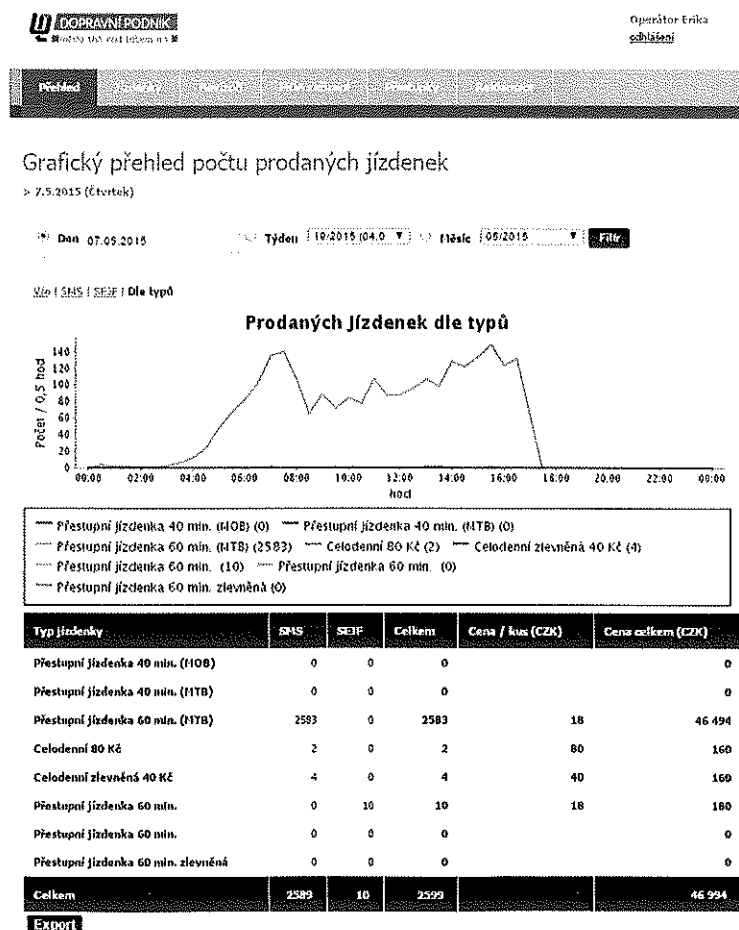 DOPRAVNÍ PODNIK
Operátor Erika
odhlášení
Přehled
Grafický přehled počtu prodaných jízdenek
> 7.5.2015 (Čtvrtek)
Den 07.05.2015 Týden 19/2015 (04.0 ▼ Měsíc 05/2015 ▼ Filtr
Vše | SMS | SEJF | Dle typů
Prodaných Jízdenek dle typů
Počet / 0,5 hod
140
120
100
80
60
40
20
0
00:00 02:00 04:00 06:00 08:00 10:00 12:00 14:00 16:00 18:00 20:00 22:00 00:00
hod
Přestupní jízdenka 40 min. (MOB) (0) Přestupní jízdenka 40 min. (MTB) (0)
Přestupní jízdenka 60 min. (MTB) (2583) Celodenní 80 Kč (2) Celodenní zlevněná 40 Kč (4)
Přestupní jízdenka 60 min. (10) Přestupní jízdenka 60 min. (0)
Přestupní jízdenka 60 min. zlevněná (0)
Typ jízdenky SMS SEJF Celkem Cena / kus (CZK) Cena celkem (CZK)
Přestupní jízdenka 40 min. (MOB) 0 0 0 0
Přestupní jízdenka 40 min. (MTB) 0 0 0 0
Přestupní jízdenka 60 min. (MTB) 2583 0 2583 18 46 494
Celodenní 80 Kč 2 0 2 80 160
Celodenní zlevněná 40 Kč 4 0 4 40 160
Přestupní jízdenka 60 min. 0 10 10 18 180
Přestupní jízdenka 60 min. 0 0 0 0
Přestupní jízdenka 60 min. zlevněná 0 0 0 0
Celkem 2589 10 2599 46 994
Export